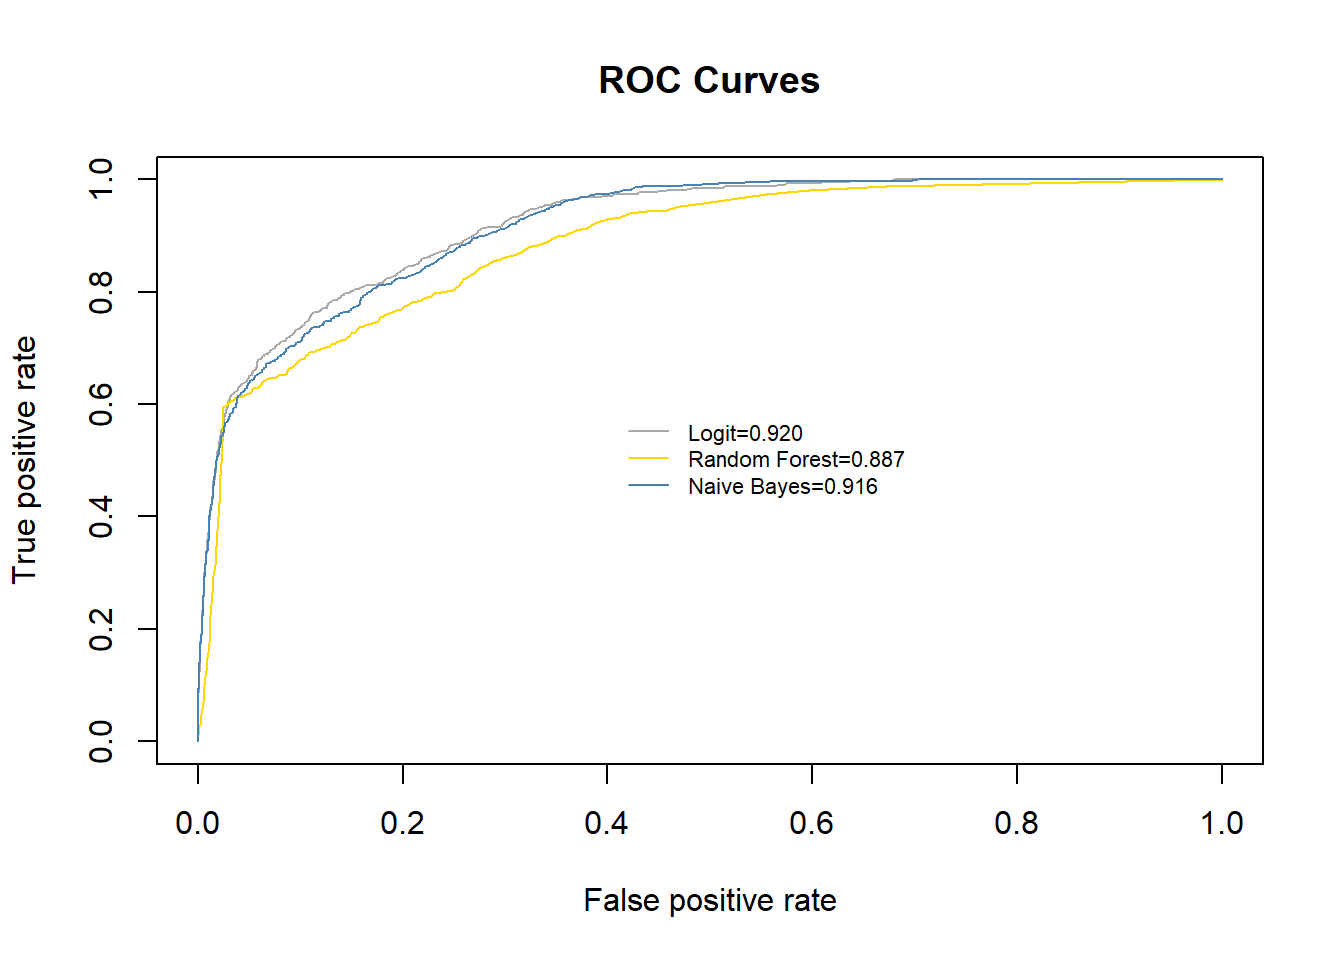 ROC Curves
True positive rate
1.0
0.8
0.6
0.4
0.2
0.0
Logit=0.920
Random Forest=0.887
Naive Bayes=0.916
0.0 0.2 0.4 0.6 0.8 1.0
False positive rate